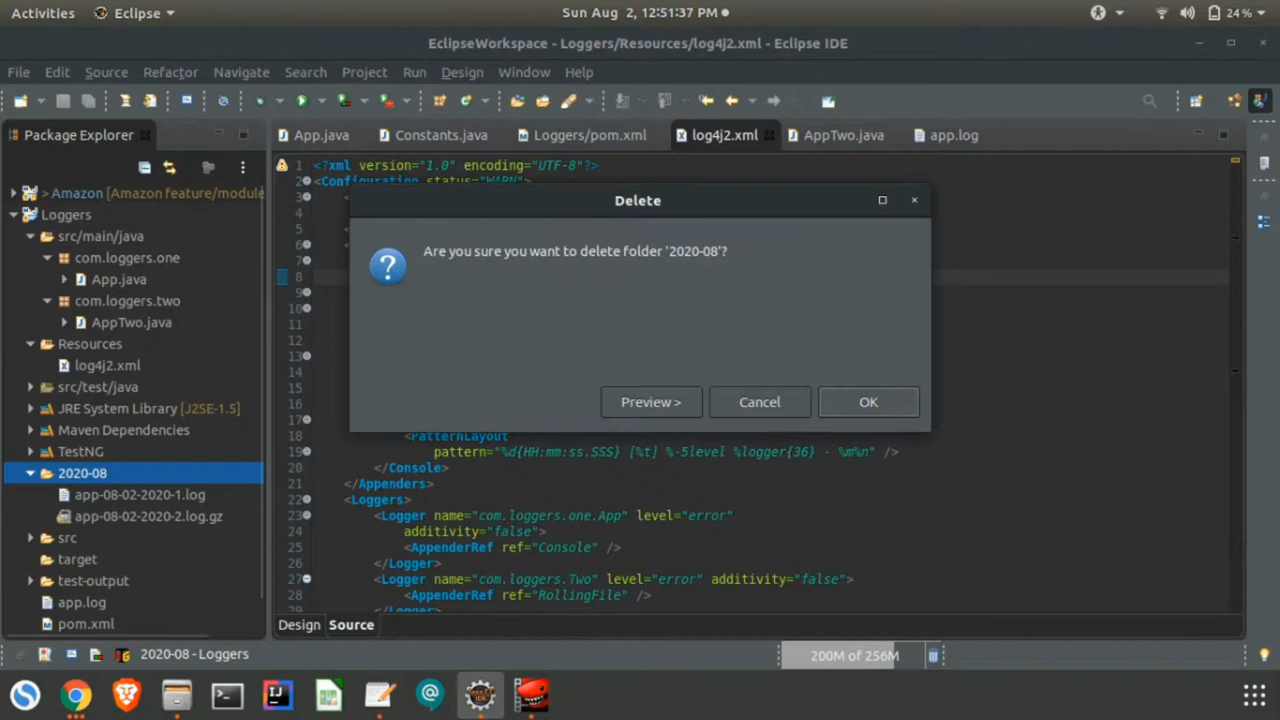 Activities Eclipse Sun Aug 2, 12:51:37 PM 24%
EclipseWorkspace - Loggers/Resources/log4j2.xml - Eclipse IDE
File Edit Source Refactor Navigate Search Project Run Design Window Help
Package Explorer App.java Constants.java Loggers/pom.xml log4j2.xml AppTwo.java app.log
> Amazon [Amazon feature/module
Loggers
src/main/java
com.loggers.one
App.java
com.loggers.two
AppTwo.java
Resources
log4j2.xml
src/test/java
JRE System Library [J2SE-1.5]
Maven Dependencies
TestNG
2020-08
app-08-02-2020-1.log
app-08-02-2020-2.log.gz
src
target
test-output
app.log
pom.xml
1 <?xml version="1.0" encoding="UTF-8"?>
2 <Configuration status="WARN">
3
4
5
6
7
8
9
10
11
12
13
14
15
16
17
18 <PatternLayout
19 pattern="%d{HH:mm:ss.SSS} [%t] %-5level %logger{36} - %m%n" />
20 </Console>
21 </Appenders>
22 <Loggers>
23 <Logger name="com.loggers.one.App" level="error"
24 additivity="false">
25 <AppenderRef ref="Console" />
26 </Logger>
27 <Logger name="com.loggers.Two" level="error" additivity="false">
28 <AppenderRef ref="RollingFile" />
29 </Logger>
Delete
Are you sure you want to delete folder '2020-08'?
Preview > Cancel OK
Design Source
2020-08 - Loggers 200M of 256M